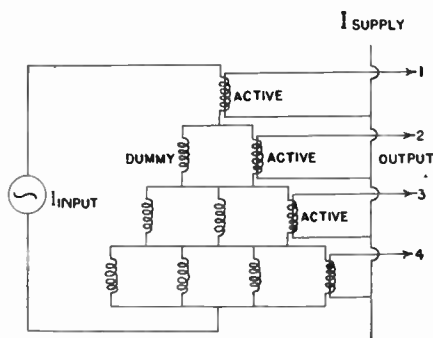 I SUPPLY
1
ACTIVE
2
DUMMY
ACTIVE
OUTPUT
3
I INPUT
ACTIVE
4